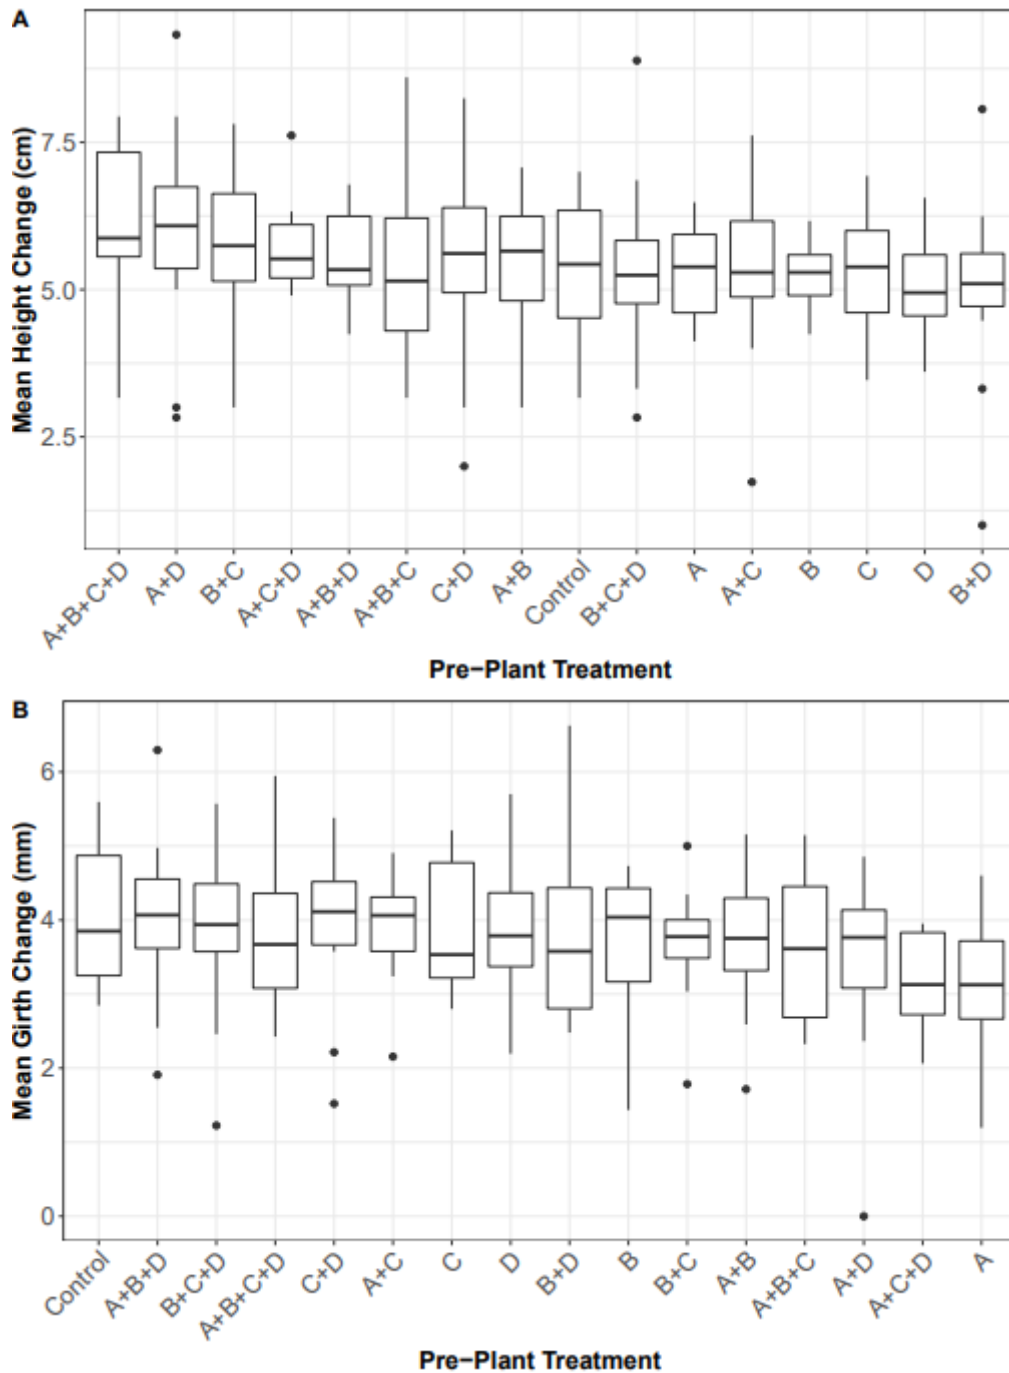 A
Mean Height Change (cm)
7.5
5.0
2.5
A+B+C+D
A+D
B+C
A+C+D
A+B+D
A+B+C
C+D
A+B
Control
B+C+D
A
A+C
B
C
D
B+D
Pre−Plant Treatment
B
Mean Girth Change (mm)
6
4
2
0
Control
A+B+D
B+C+D
A+B+C+D
C+D
A+C
C
D
B+D
B
B+C
A+B
A+B+C
A+D
A+C+D
A
Pre−Plant Treatment